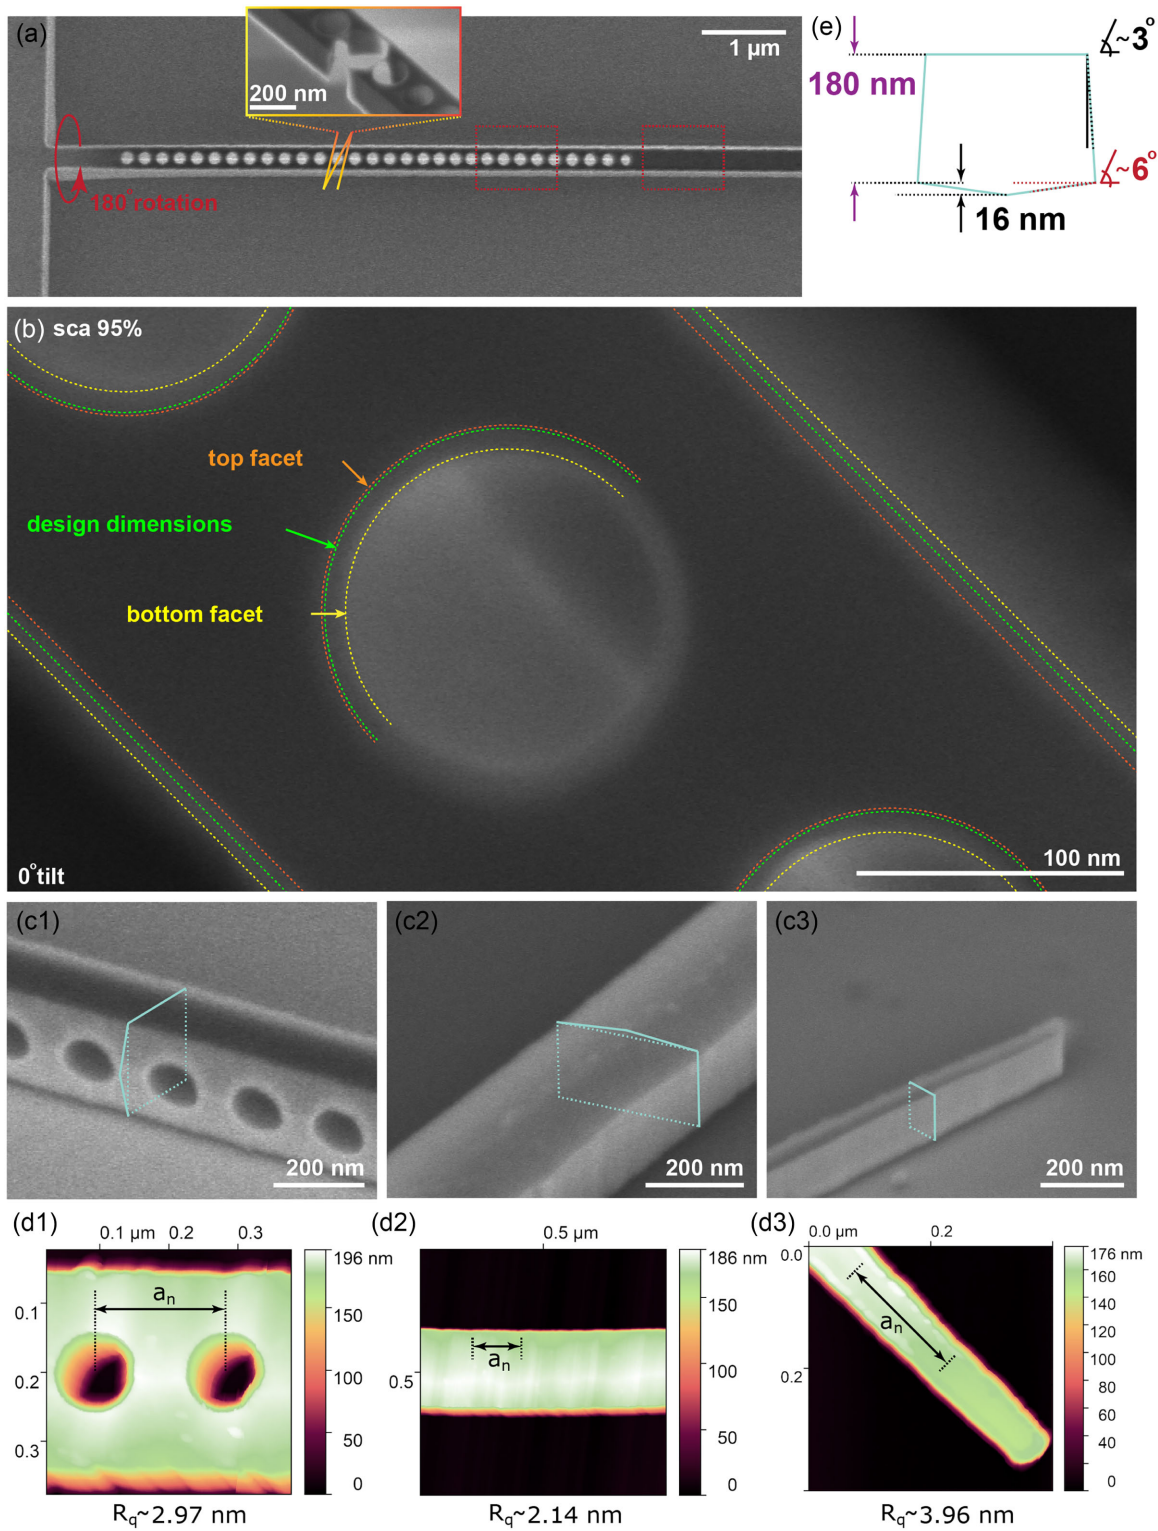 (a)
200 nm
1 µm
180°rotation
(e)
180 nm
∡~3°
∡~6°
16 nm
(b) sca 95%
top facet
design dimensions
bottom facet
0°tilt
100 nm
(c1)
200 nm
(c2)
200 nm
(c3)
200 nm
(d1)
0.1 µm 0.2 0.3
0.1
0.2
0.3
aₙ
196 nm
150
100
50
0
R_q~2.97 nm
(d2)
0.5 µm
0.5
aₙ
186 nm
150
100
50
0
R_q~2.14 nm
(d3)
0.0 µm 0.2
0.0
0.2
aₙ
176 nm
160
140
120
100
80
60
40
20
0
R_q~3.96 nm